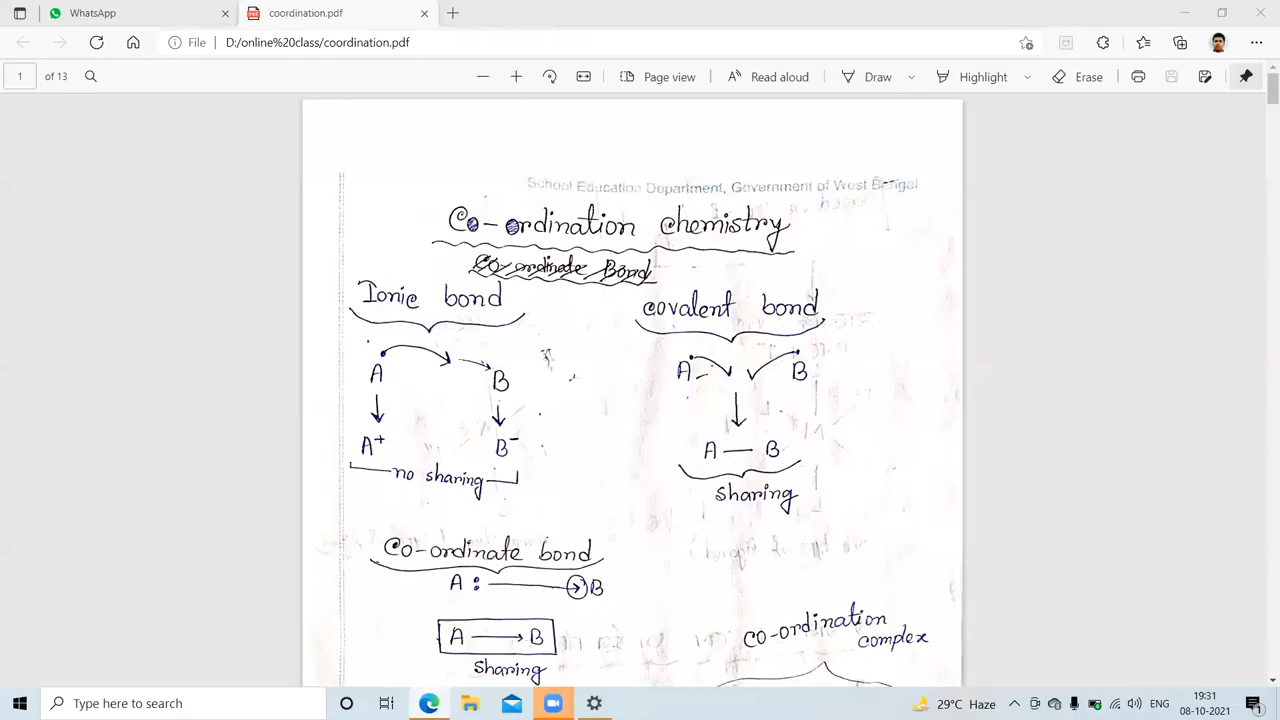 WhatsApp
coordination.pdf
File
D:/online%20class/coordination.pdf
1
of 13
Page view
Read aloud
Draw
Highlight
Erase
School Education Department, Government of West Bengal
Co-ordination chemistry
Co ordinate Bond
Ionic bond
covalent bond
A B
A B
A+ B-
A — B
no sharing
sharing
Co-ordinate bond
A : → B
A → B
sharing
co-ordination
complex
Type here to search
29°C Haze
ENG
19:31
08-10-2021
1